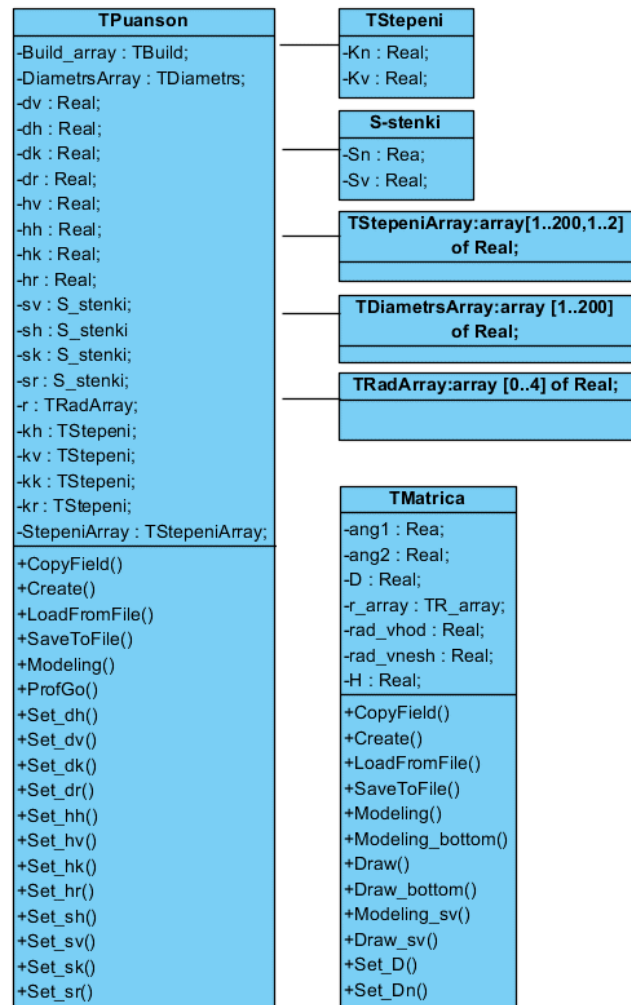 TPuanson
-Build_array : TBuild;
-DiametrsArray : TDiametrs;
-dv : Real;
-dh : Real;
-dk : Real;
-dr : Real;
-hv : Real;
-hh : Real;
-hk : Real;
-hr : Real;
-sv : S_stenki;
-sh : S_stenki
-sk : S_stenki;
-sr : S_stenki;
-r : TRadArray;
-kh : TStepeni;
-kv : TStepeni;
-kk : TStepeni;
-kr : TStepeni;
-StepeniArray : TStepeniArray;
+CopyField()
+Create()
+LoadFromFile()
+SaveToFile()
+Modeling()
+ProfGo()
+Set_dh()
+Set_dv()
+Set_dk()
+Set_dr()
+Set_hh()
+Set_hv()
+Set_hk()
+Set_hr()
+Set_sh()
+Set_sv()
+Set_sk()
+Set_sr()
TStepeni
-Kn : Real;
-Kv : Real;
S-stenki
-Sn : Rea;
-Sv : Real;
TStepeniArray:array[1..200,1..2]
of Real;
TDiametrsArray:array [1..200]
of Real;
TRadArray:array [0..4] of Real;
TMatrica
-ang1 : Rea;
-ang2 : Real;
-D : Real;
-r_array : TR_array;
-rad_vhod : Real;
-rad_vnesh : Real;
-H : Real;
+CopyField()
+Create()
+LoadFromFile()
+SaveToFile()
+Modeling()
+Modeling_bottom()
+Draw()
+Draw_bottom()
+Modeling_sv()
+Draw_sv()
+Set_D()
+Set_Dn()